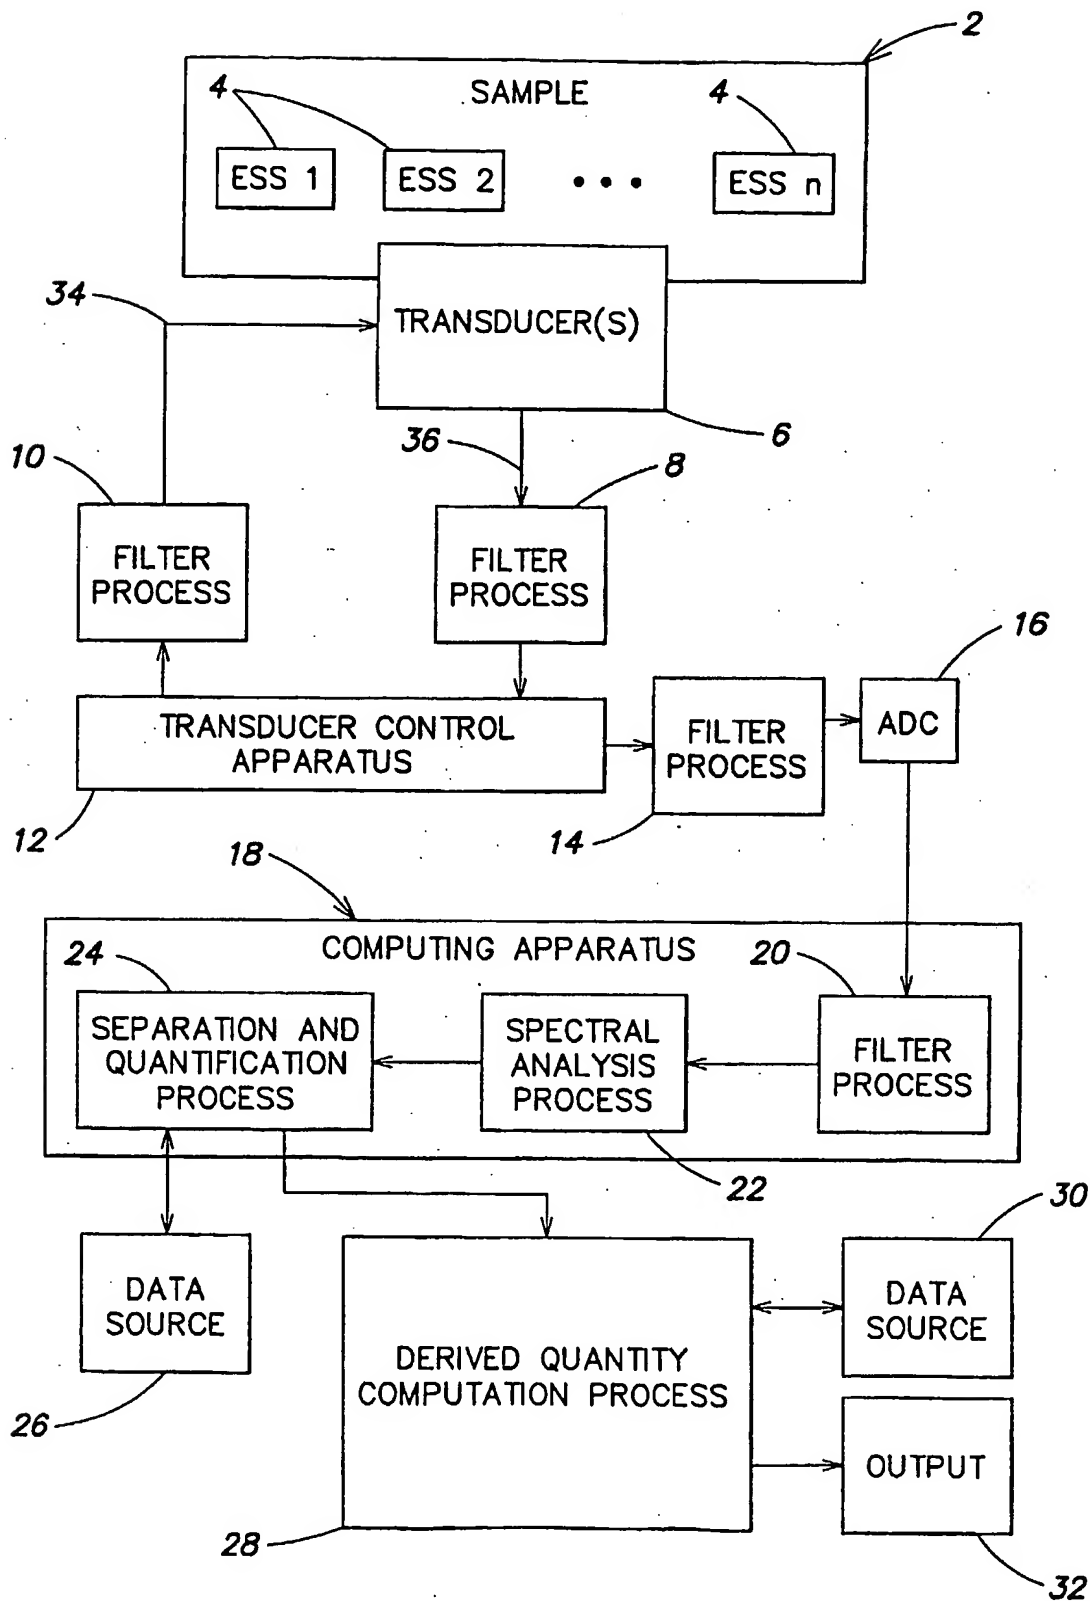 2
SAMPLE
4
4
ESS 1
ESS 2
• • •
ESS n
34
TRANSDUCER(S)
6
36
10
8
FILTER
PROCESS
FILTER
PROCESS
16
TRANSDUCER CONTROL
APPARATUS
FILTER
PROCESS
ADC
12
14
18
COMPUTING APPARATUS
24
20
SEPARATION AND
QUANTIFICATION
PROCESS
SPECTRAL
ANALYSIS
PROCESS
FILTER
PROCESS
22
30
DATA
SOURCE
DATA
SOURCE
DERIVED QUANTITY
COMPUTATION PROCESS
26
OUTPUT
28
32